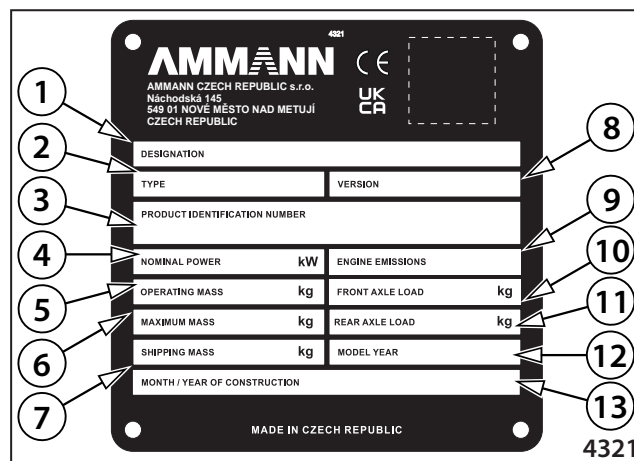 4321
AMMANN CE
AMMANN CZECH REPUBLIC s.r.o.
Náchodská 145
549 01 NOVÉ MĚSTO NAD METUJÍ
CZECH REPUBLIC
UK
CA
1
DESIGNATION
2
TYPE VERSION
8
3
PRODUCT IDENTIFICATION NUMBER
9
4
NOMINAL POWER kW ENGINE EMISSIONS
10
5
OPERATING MASS kg FRONT AXLE LOAD kg
11
6
MAXIMUM MASS kg REAR AXLE LOAD kg
12
7
SHIPPING MASS kg MODEL YEAR
13
MONTH / YEAR OF CONSTRUCTION
MADE IN CZECH REPUBLIC
4321